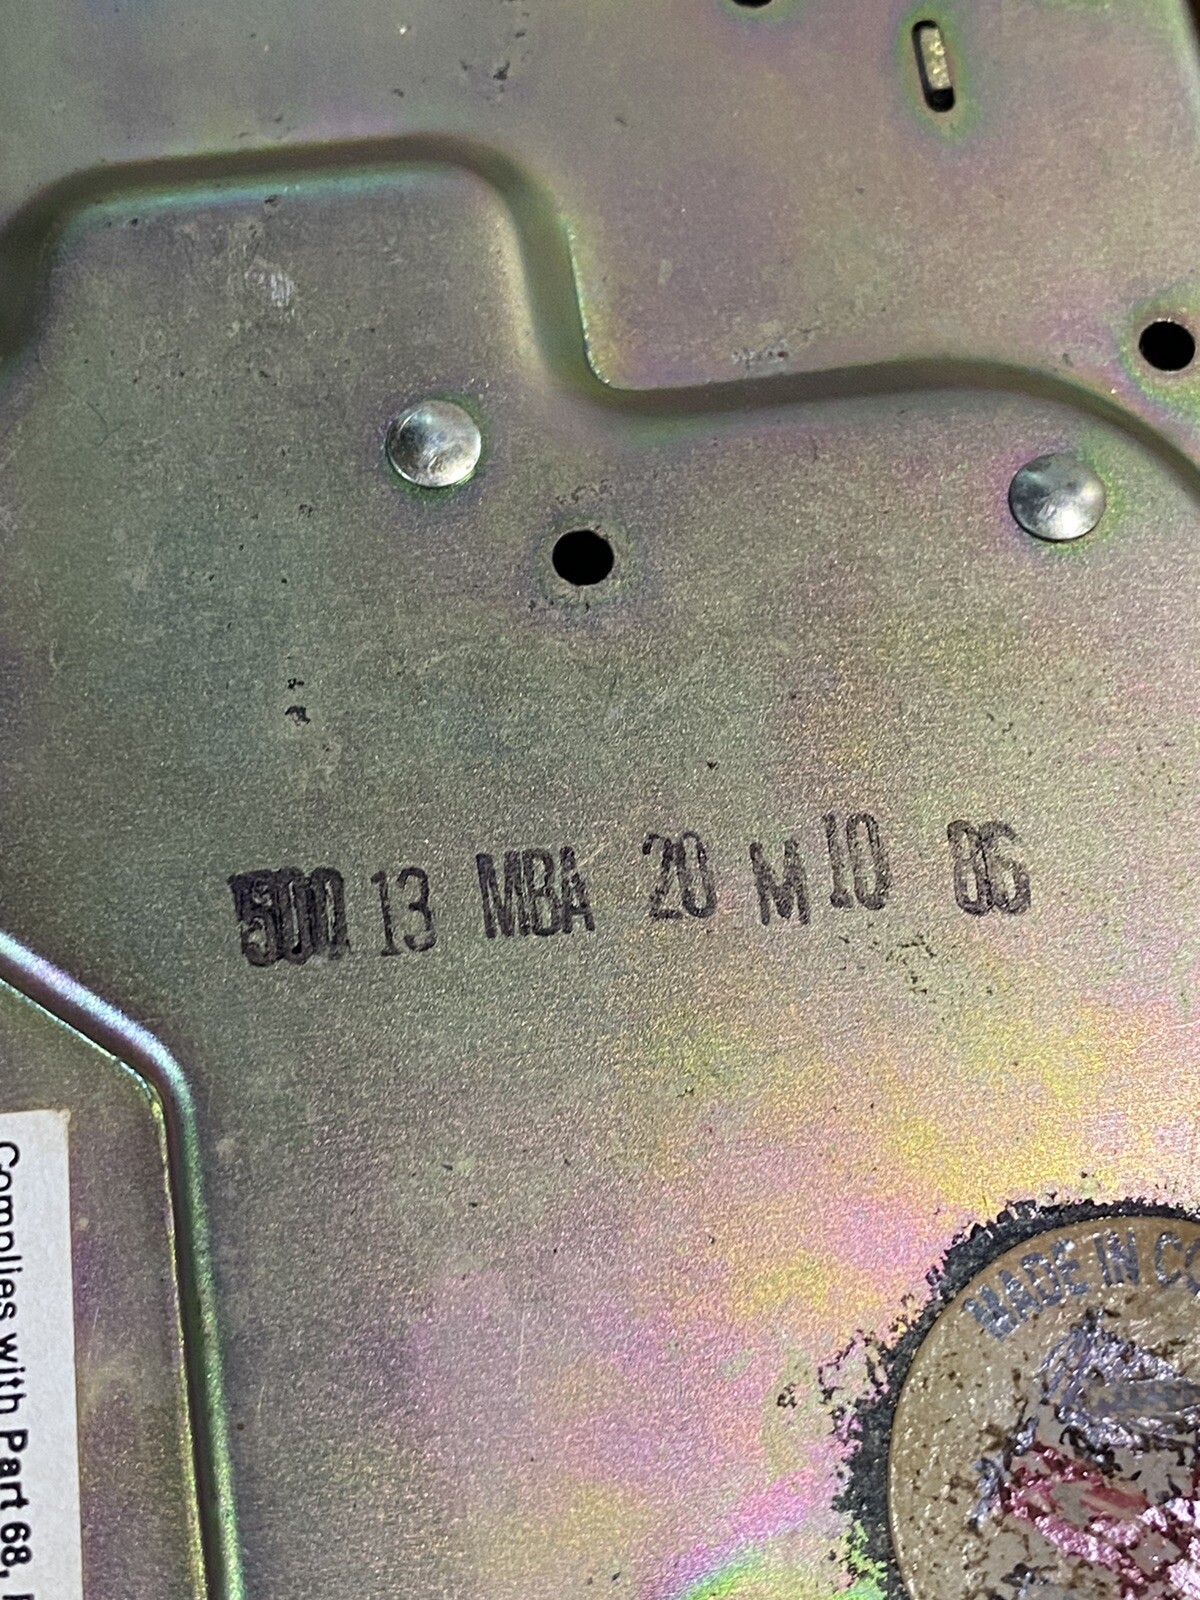 500 13 MBA 20 M 10 86
Complies with Part 68,
MADE IN